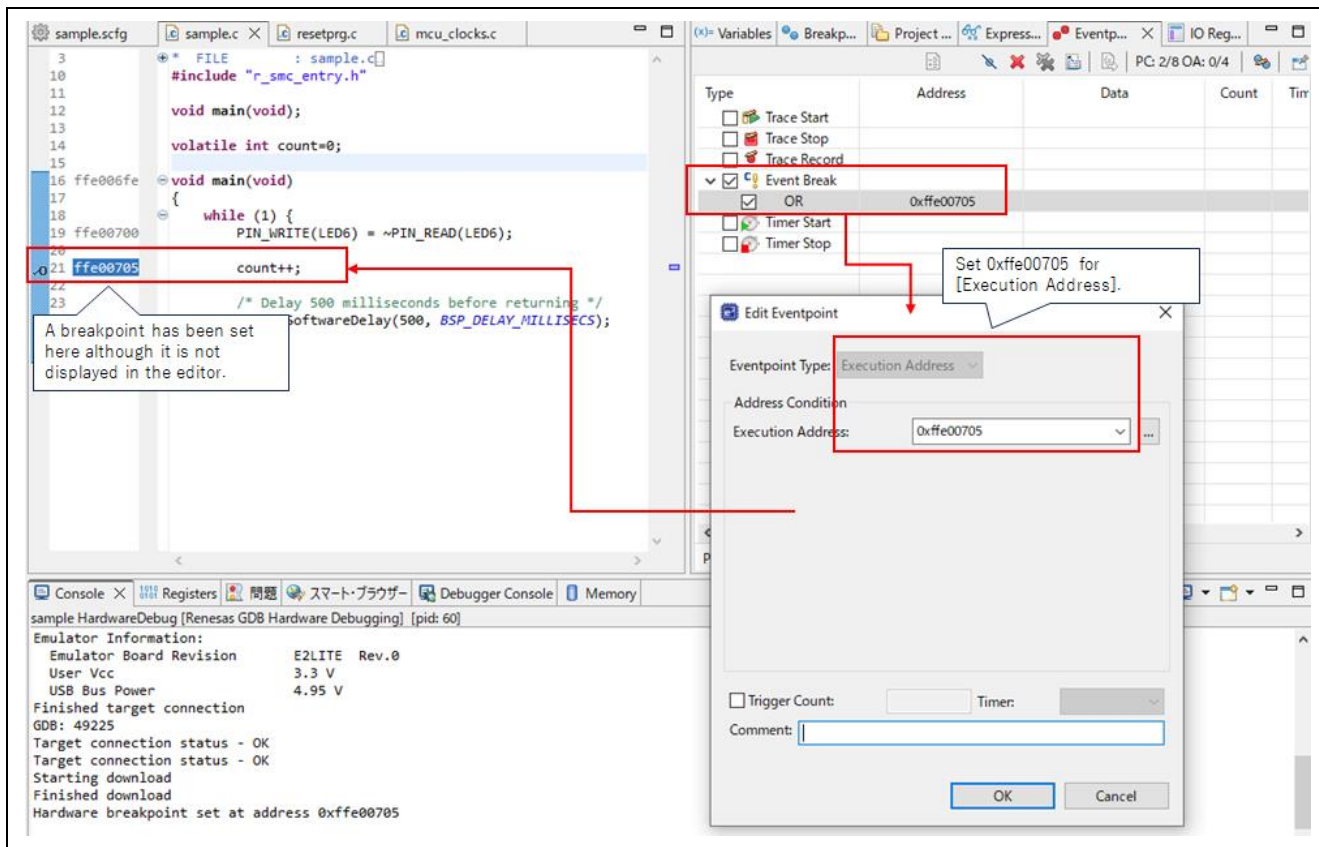 sample.scfg sample.c resetprg.c mcu_clocks.c
3 * FILE : sample.c
10 #include "r_smc_entry.h"
11
12 void main(void);
13
14 volatile int count=0;
15
16 ffe006fe void main(void)
17 {
18 while (1) {
19 ffe00700 PIN_WRITE(LED6) = ~PIN_READ(LED6);
20
21 ffe00705 count++;
22
23 /* Delay 500 milliseconds before returning */
SoftwareDelay(500, BSP_DELAY_MILLISECS);
A breakpoint has been set
here although it is not
displayed in the editor.
(x)= Variables Breakp... Project ... Express... Eventp... IO Reg...
PC: 2/8 OA: 0/4
Type Address Data Count Tim
Trace Start
Trace Stop
Trace Record
Event Break
OR 0xffe00705
Timer Start
Timer Stop
Set 0xffe00705 for
[Execution Address].
Edit Eventpoint
Eventpoint Type: Execution Address
Address Condition
Execution Address: 0xffe00705 ...
Trigger Count: Timer:
Comment:
OK Cancel
Console Registers 問題 スマート・ブラウザー Debugger Console Memory
sample HardwareDebug [Renesas GDB Hardware Debugging] [pid: 60]
Emulator Information:
Emulator Board Revision E2LITE Rev.0
User Vcc 3.3 V
USB Bus Power 4.95 V
Finished target connection
GDB: 49225
Target connection status - OK
Target connection status - OK
Starting download
Finished download
Hardware breakpoint set at address 0xffe00705